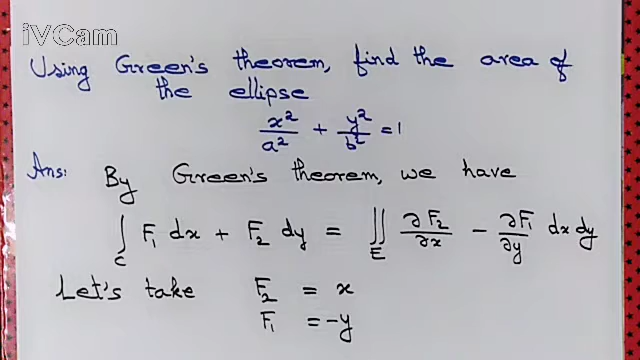 iVCam
Using Green's theorem, find the area of
the ellipse
x²/a² + y²/b² = 1
Ans: By Green's theorem, we have
∫_C F₁ dx + F₂ dy = ∬_E ∂F₂/∂x − ∂F₁/∂y dx dy
Let's take F₂ = x
F₁ = −y